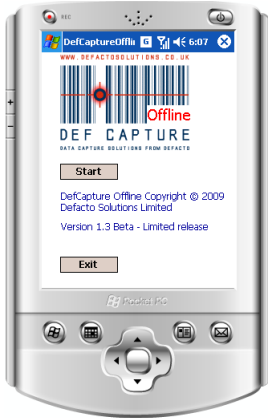 REC
DefCaptureOffli G 6:07
WWW.DEFACTOSOLUTIONS.CO.UK
Offline
DEF CAPTURE
DATA CAPTURE SOLUTIONS FROM DEFACTO
Start
DefCapture Offline Copyright © 2009
Defacto Solutions Limited
Version 1.3 Beta - Limited release
Exit
Pocket PC